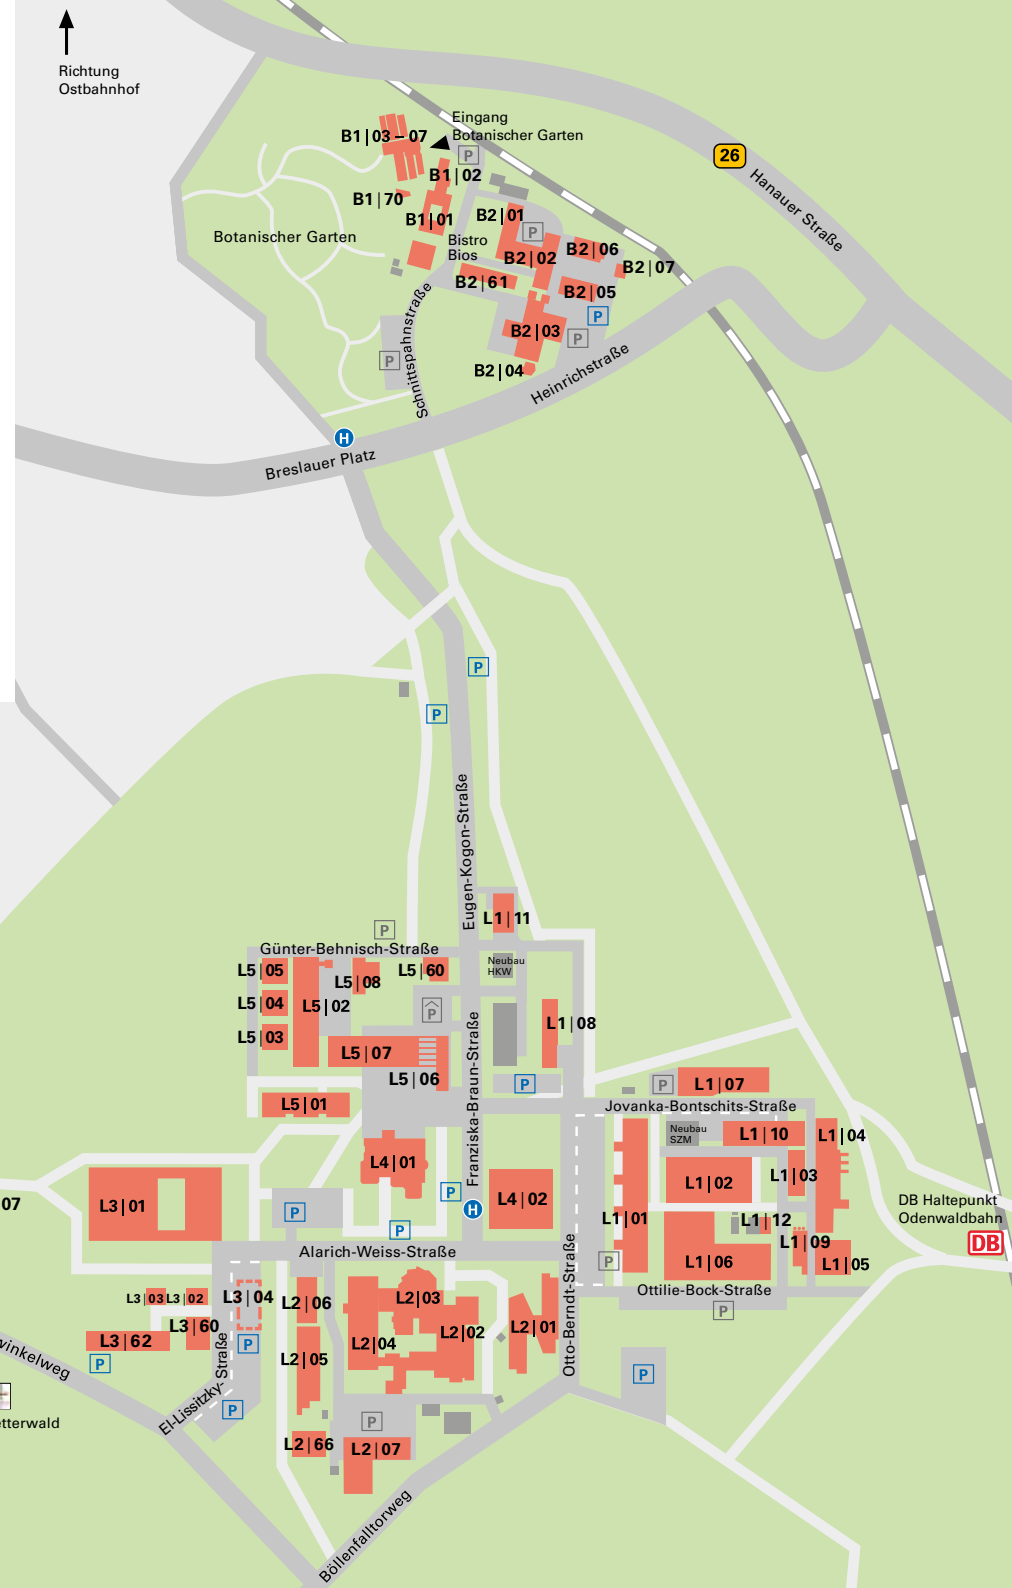 Richtung
Ostbahnhof
Eingang
Botanischer Garten
B1|03–07
P
B1|02
B1|70
B1|01
B2|01
26
Hanauer Straße
Botanischer Garten
Bistro
Bios
P
B2|06
B2|02
B2|07
B2|61
B2|05
P
B2|03
P
P
Schnittspahnstraße
B2|04
Heinrichstraße
H
Breslauer Platz
P
P
Eugen-Kogon-Straße
L1|11
P
Günter-Behnisch-Straße
Neubau
HKW
L5|05
L5|08
L5|60
L5|04
L5|02
P
L5|03
L1|08
L5|07
L5|06
Franziska-Braun-Straße
P
P
L1|07
L5|01
Jovanka-Bontschits-Straße
Neubau
SZM
L1|10
L1|04
L4|01
L1|03
L1|02
P
L4|02
07
L3|01
P
H
L1|01
L1|12
DB Haltepunkt
Odenwaldbahn
DB
P
L1|09
Alarich-Weiss-Straße
P
L1|06
L1|05
Otto-Berndt-Straße
Ottilie-Bock-Straße
P
L3|03
L3|02
L3|04
L2|06
L2|03
L3|60
L2|02
L2|01
L3|62
P
L2|04
P
L2|05
P
winkelweg
El-Lissitzky-Straße
P
etterwald
P
L2|66
L2|07
Böllenfalltorweg